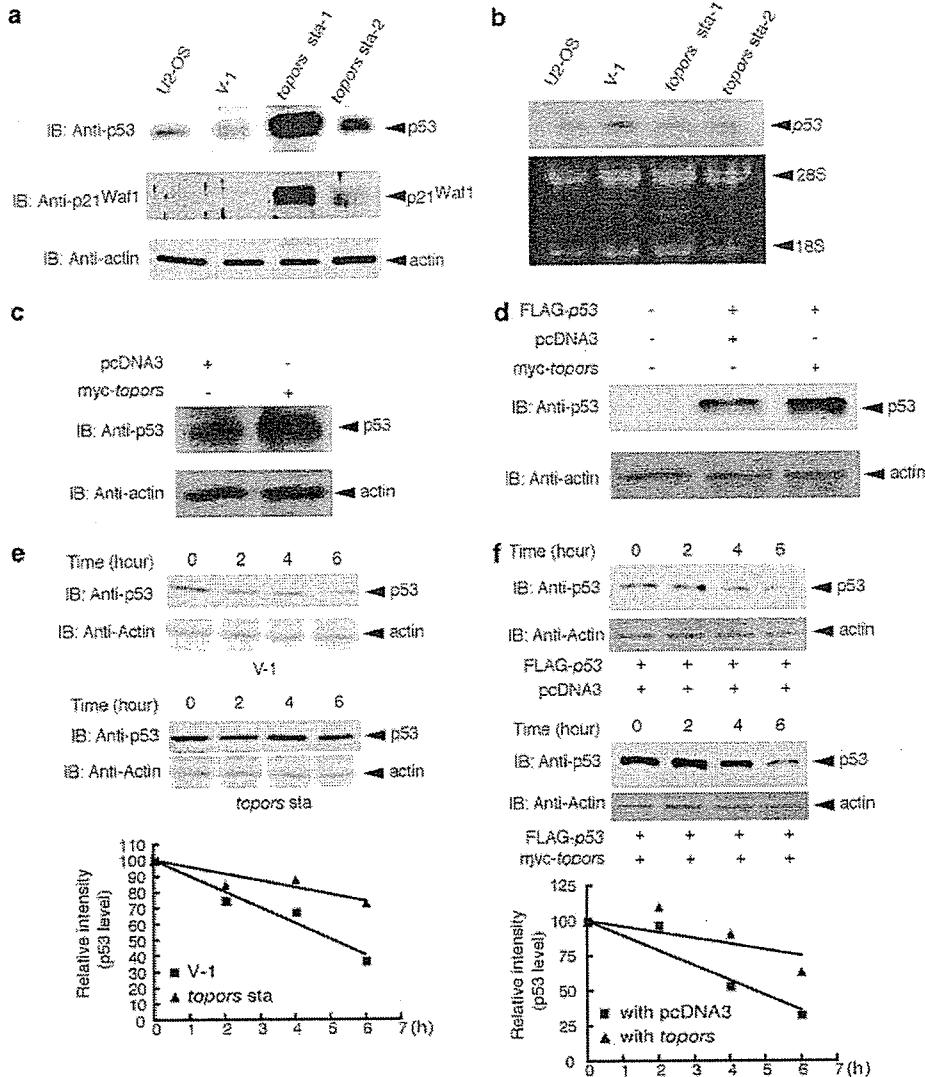 a
U2-OS V-1 topors sta-1 topors sta-2
IB: Anti-p53 p53
IB: Anti-p21Waf1 p21Waf1
IB: Anti-actin actin
b
U2-OS V-1 topors sta-1 topors sta-2
p53
28S
18S
c
pcDNA3 + -
myc-topors - +
IB: Anti-p53 p53
IB: Anti-actin actin
d
FLAG-p53 - + +
pcDNA3 - + -
myc-topors - - +
IB: Anti-p53 p53
IB: Anti-actin actin
e
Time (hour) 0 2 4 6
IB: Anti-p53 p53
IB: Anti-Actin actin
V-1
Time (hour) 0 2 4 6
IB: Anti-p53 p53
IB: Anti-Actin actin
topors sta
Relative intensity
(p53 level)
110
100
90
80
70
60
50
40
30
20
10
0
V-1
topors sta
0 1 2 3 4 5 6 7 (h)
f
Time (hour) 0 2 4 6
IB: Anti-p53 p53
IB: Anti-Actin actin
FLAG-p53 + + + +
pcDNA3 + + + +
Time (hour) 0 2 4 6
IB: Anti-p53 p53
IB: Anti-Actin actin
FLAG-p53 + + + +
myc-topors + + + +
Relative intensity
(p53 level)
125
100
75
50
25
0
with pcDNA3
with topors
0 1 2 3 4 5 6 7 (h)